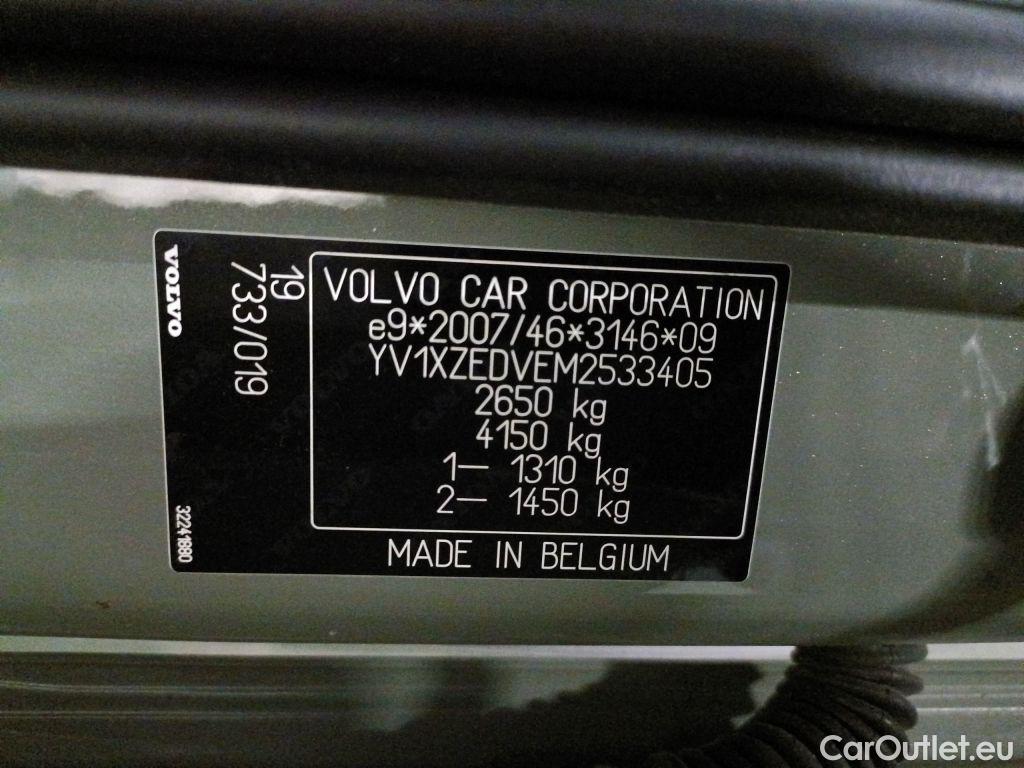 VOLVO
19
733/019
32241880
VOLVO CAR CORPORATION
e9*2007/46*3146*09
YV1XZEDVEM2533405
2650 kg
4150 kg
1— 1310 kg
2— 1450 kg
MADE IN BELGIUM
CarOutlet.eu